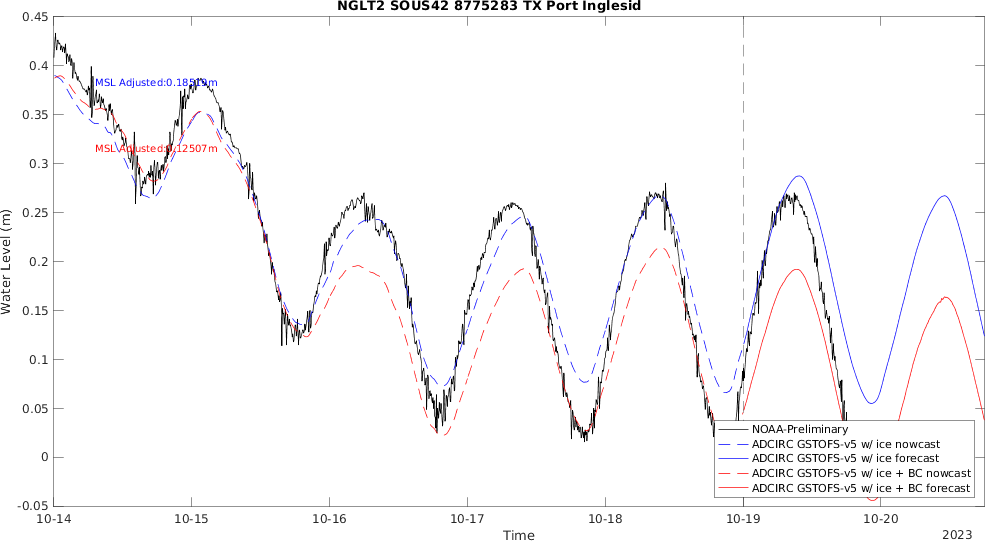 NGLT2 SOUS42 8775283 TX Port Inglesid
0.45
0.4
0.35
0.3
0.25
0.2
0.15
0.1
0.05
0
-0.05
Water Level (m)
MSL Adjusted:0.18519m
MSL Adjusted:0.12507m
NOAA-Preliminary
ADCIRC GSTOFS-v5 w/ ice nowcast
ADCIRC GSTOFS-v5 w/ ice forecast
ADCIRC GSTOFS-v5 w/ ice + BC nowcast
ADCIRC GSTOFS-v5 w/ ice + BC forecast
10-14 10-15 10-16 10-17 10-18 10-19 10-20
Time
2023